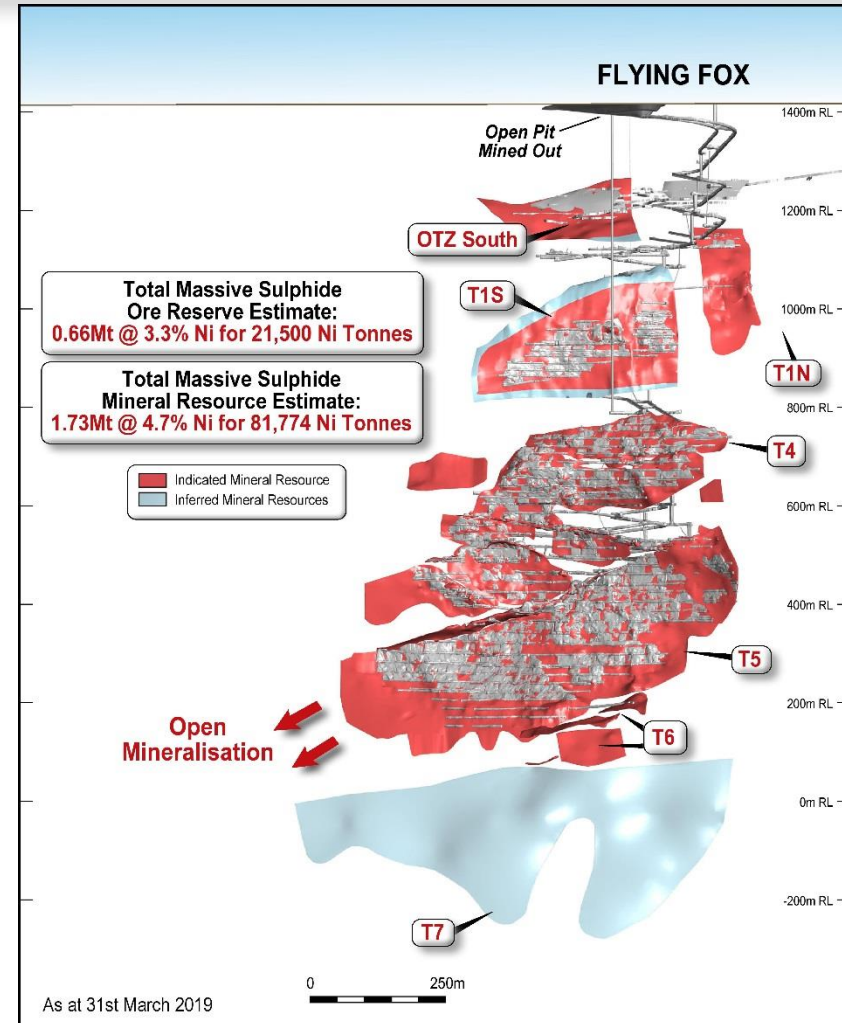 FLYING FOX
1400m RL
Open Pit
Mined Out
1200m RL
OTZ South
Total Massive Sulphide
Ore Reserve Estimate:
0.66Mt @ 3.3% Ni for 21,500 Ni Tonnes
T1S
1000m RL
T1N
Total Massive Sulphide
Mineral Resource Estimate:
1.73Mt @ 4.7% Ni for 81,774 Ni Tonnes
800m RL
T4
Indicated Mineral Resource
Inferred Mineral Resources
600m RL
400m RL
T5
200m RL
Open
Mineralisation
T6
0m RL
-200m RL
T7
0 250m
As at 31st March 2019